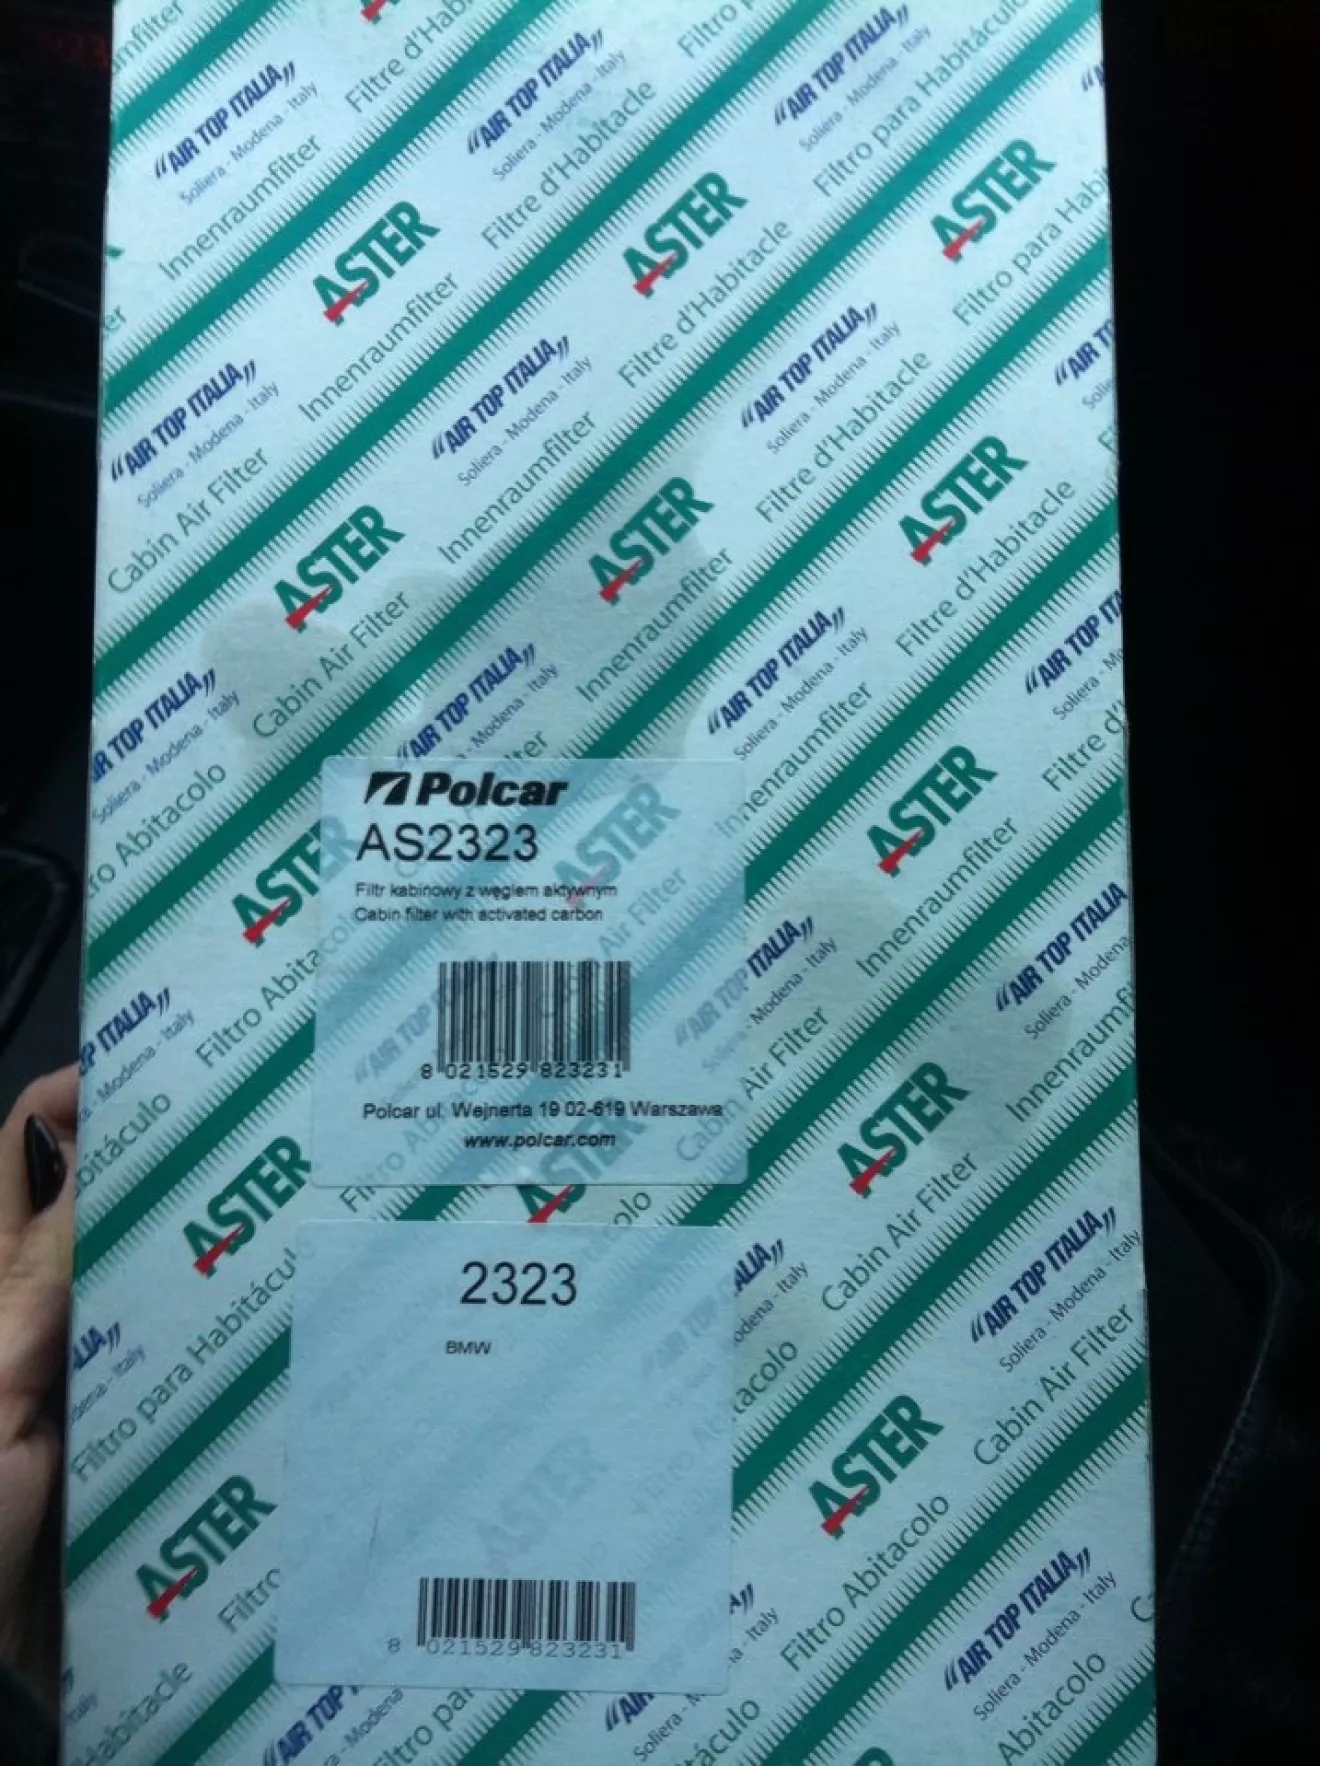 "AIR TOP ITALIA„
Soliera - Modena - Italy
Innenraumfilter
Filtre d'Habitacle
Filtro para Habitáculo
ASTER
Cabin Air Filter
Filtro Abitacolo
Polcar
AS2323
Filtr kabinowy z węglem aktywnym
Cabin filter with activated carbon
8 021529 823231
Polcar ul. Wejnerta 19 02-619 Warszawa
www.polcar.com
2323
BMW
8 021529 823231